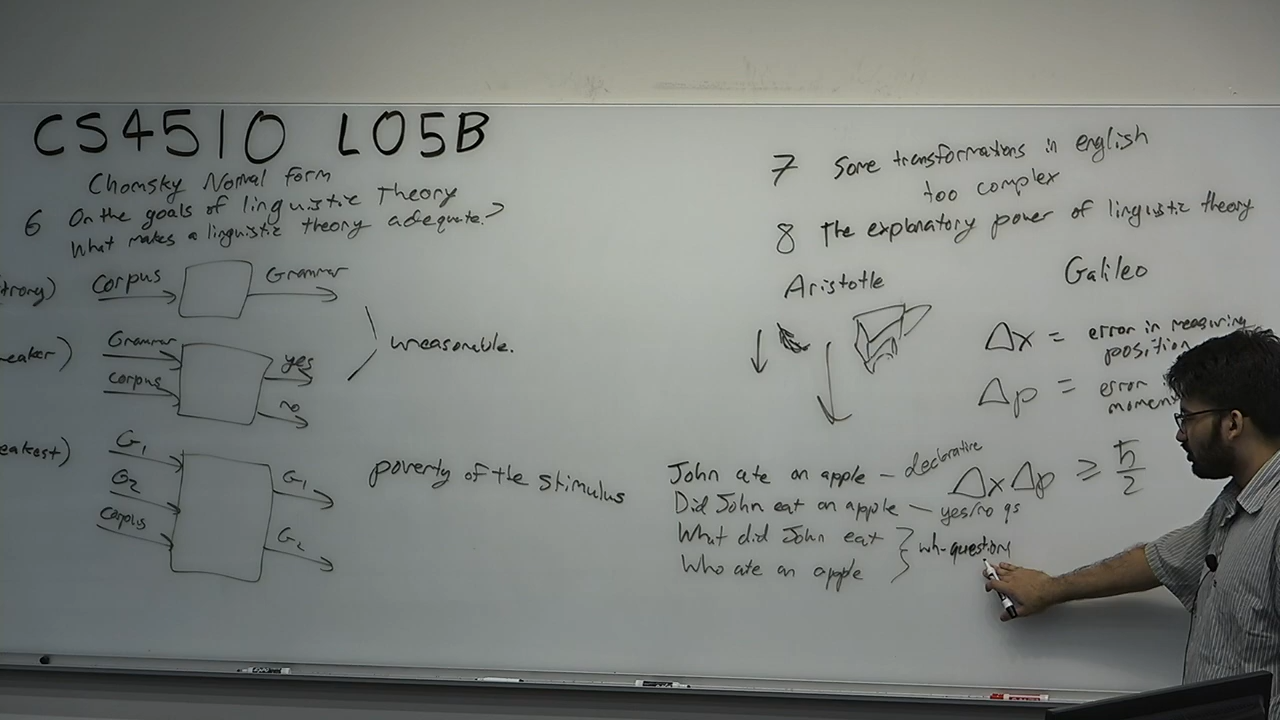 CS4510 L05B
Chomsky Normal form
6 On the goals of linguistic Theory
What makes a linguistic theory adequate?
trong)
corpus
Grammar
eaker)
Grammar
corpus
yes
no
unreasonable.
eakest)
G₁
G₂
corpus
G₁
G₂
poverty of the stimulus
7 Some transformations in english
too complex
8 The explanatory power of linguistic theory
Aristotle
Galileo
Δx = error in measuring
position
Δp = error
ΔxΔp ≥ ℏ/2
John ate an apple – declarative
Did John eat an apple – yes/no qs
What did John eat
Who ate an apple
wh-question